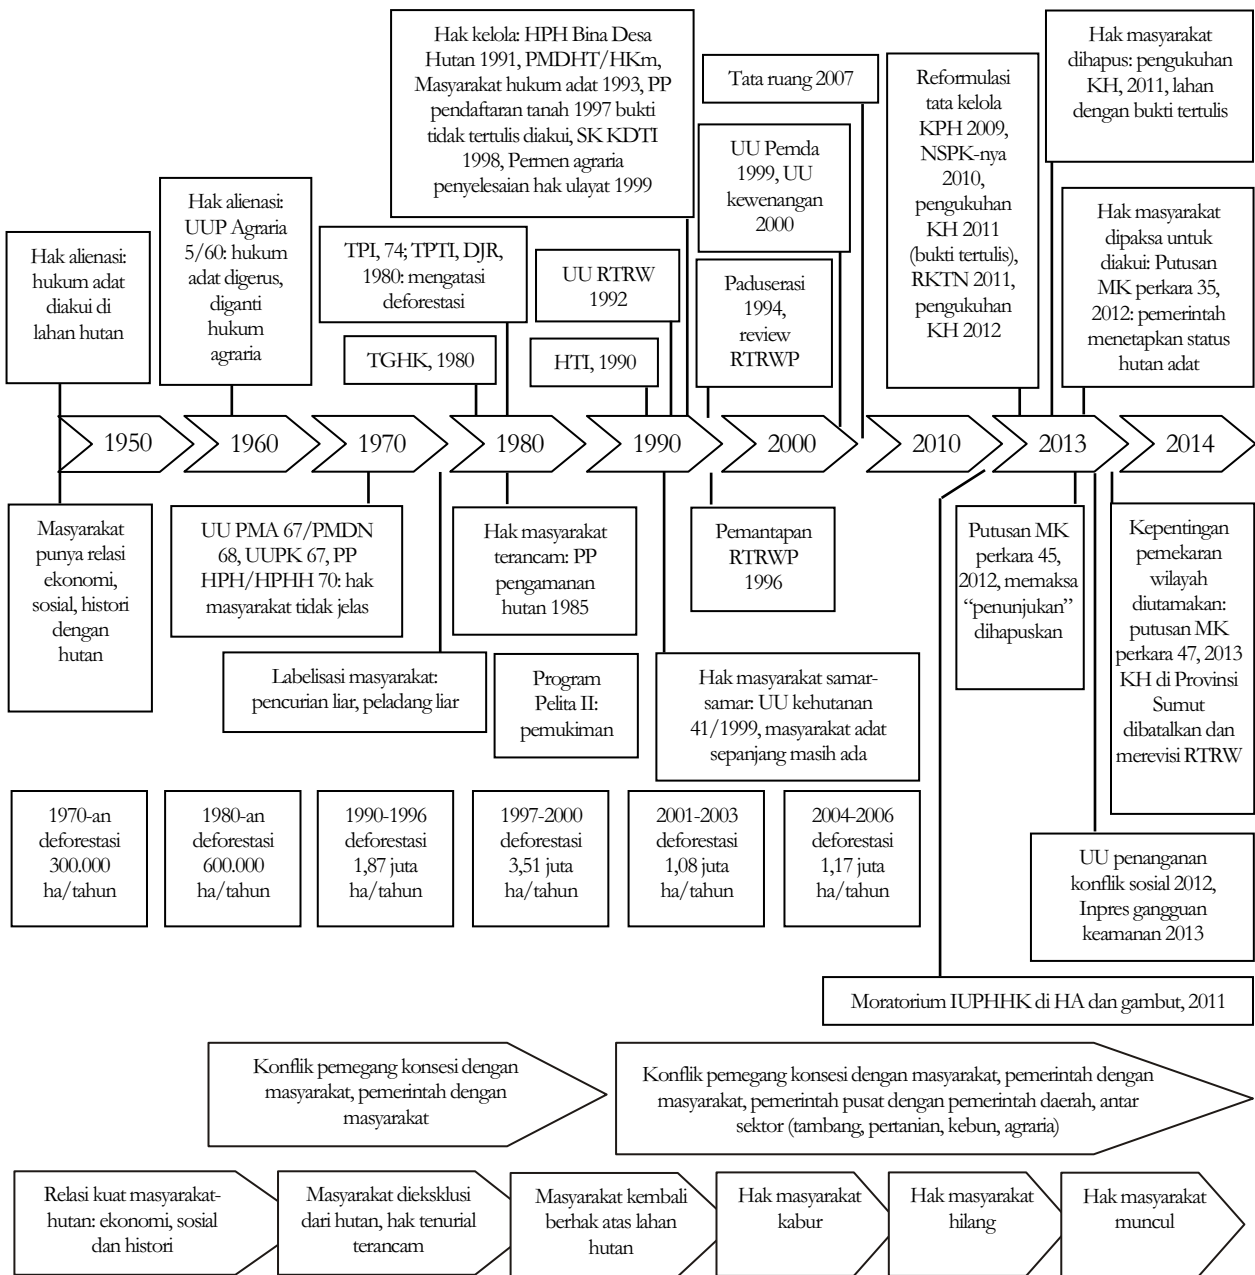 Hak kelola: HPH Bina Desa
Hutan 1991, PMDHT/HKm,
Masyarakat hukum adat 1993, PP
pendaftaran tanah 1997 bukti
tidak tertulis diakui, SK KDTI
1998, Permen agraria
penyelesaian hak ulayat 1999
Tata ruang 2007
Reformulasi
tata kelola
KPH 2009,
NSPK-nya
2010,
pengukuhan
KH 2011
(bukti tertulis),
RKTN 2011,
pengukuhan
KH 2012
Hak masyarakat
dihapus: pengukuhan
KH, 2011, lahan
dengan bukti tertulis
Hak alienasi:
hukum adat
diakui di
lahan hutan
Hak alienasi:
UUP Agraria
5/60: hukum
adat digerus,
diganti
hukum
agraria
TPI, 74; TPTI, DJR,
1980: mengatasi
deforestasi
TGHK, 1980
UU RTRW
1992
HTI, 1990
UU Pemda
1999, UU
kewenangan
2000
Paduserasi
1994,
review
RTRWP
Hak masyarakat
dipaksa untuk
diakui: Putusan
MK perkara 35,
2012: pemerintah
menetapkan status
hutan adat
1950
1960
1970
1980
1990
2000
2010
2013
2014
Masyarakat
punya relasi
ekonomi,
sosial, histori
dengan
hutan
UU PMA 67/PMDN
68, UUPK 67, PP
HPH/HPHH 70: hak
masyarakat tidak jelas
Labelisasi masyarakat:
pencurian liar, peladang liar
Hak masyarakat
terancam: PP
pengamanan
hutan 1985
Program
Pelita II:
pemukiman
Pemantapan
RTRWP
1996
Hak masyarakat samar-
samar: UU kehutanan
41/1999, masyarakat adat
sepanjang masih ada
Putusan MK
perkara 45,
2012, memaksa
“penunjukan”
dihapuskan
Kepentingan
pemekaran
wilayah
diutamakan:
putusan MK
perkara 47, 2013
KH di Provinsi
Sumut
dibatalkan dan
merevisi RTRW
1970-an
deforestasi
300.000
ha/tahun
1980-an
deforestasi
600.000
ha/tahun
1990-1996
deforestasi
1,87 juta
ha/tahun
1997-2000
deforestasi
3,51 juta
ha/tahun
2001-2003
deforestasi
1,08 juta
ha/tahun
2004-2006
deforestasi
1,17 juta
ha/tahun
UU penanganan
konflik sosial 2012,
Inpres gangguan
keamanan 2013
Moratorium IUPHHK di HA dan gambut, 2011
Konflik pemegang konsesi dengan
masyarakat, pemerintah dengan
masyarakat
Konflik pemegang konsesi dengan masyarakat, pemerintah dengan
masyarakat, pemerintah pusat dengan pemerintah daerah, antar
sektor (tambang, pertanian, kebun, agraria)
Relasi kuat masyarakat-
hutan: ekonomi, sosial
dan histori
Masyarakat dieksklusi
dari hutan, hak tenurial
terancam
Masyarakat kembali
berhak atas lahan
hutan
Hak masyarakat
kabur
Hak masyarakat
hilang
Hak masyarakat
muncul